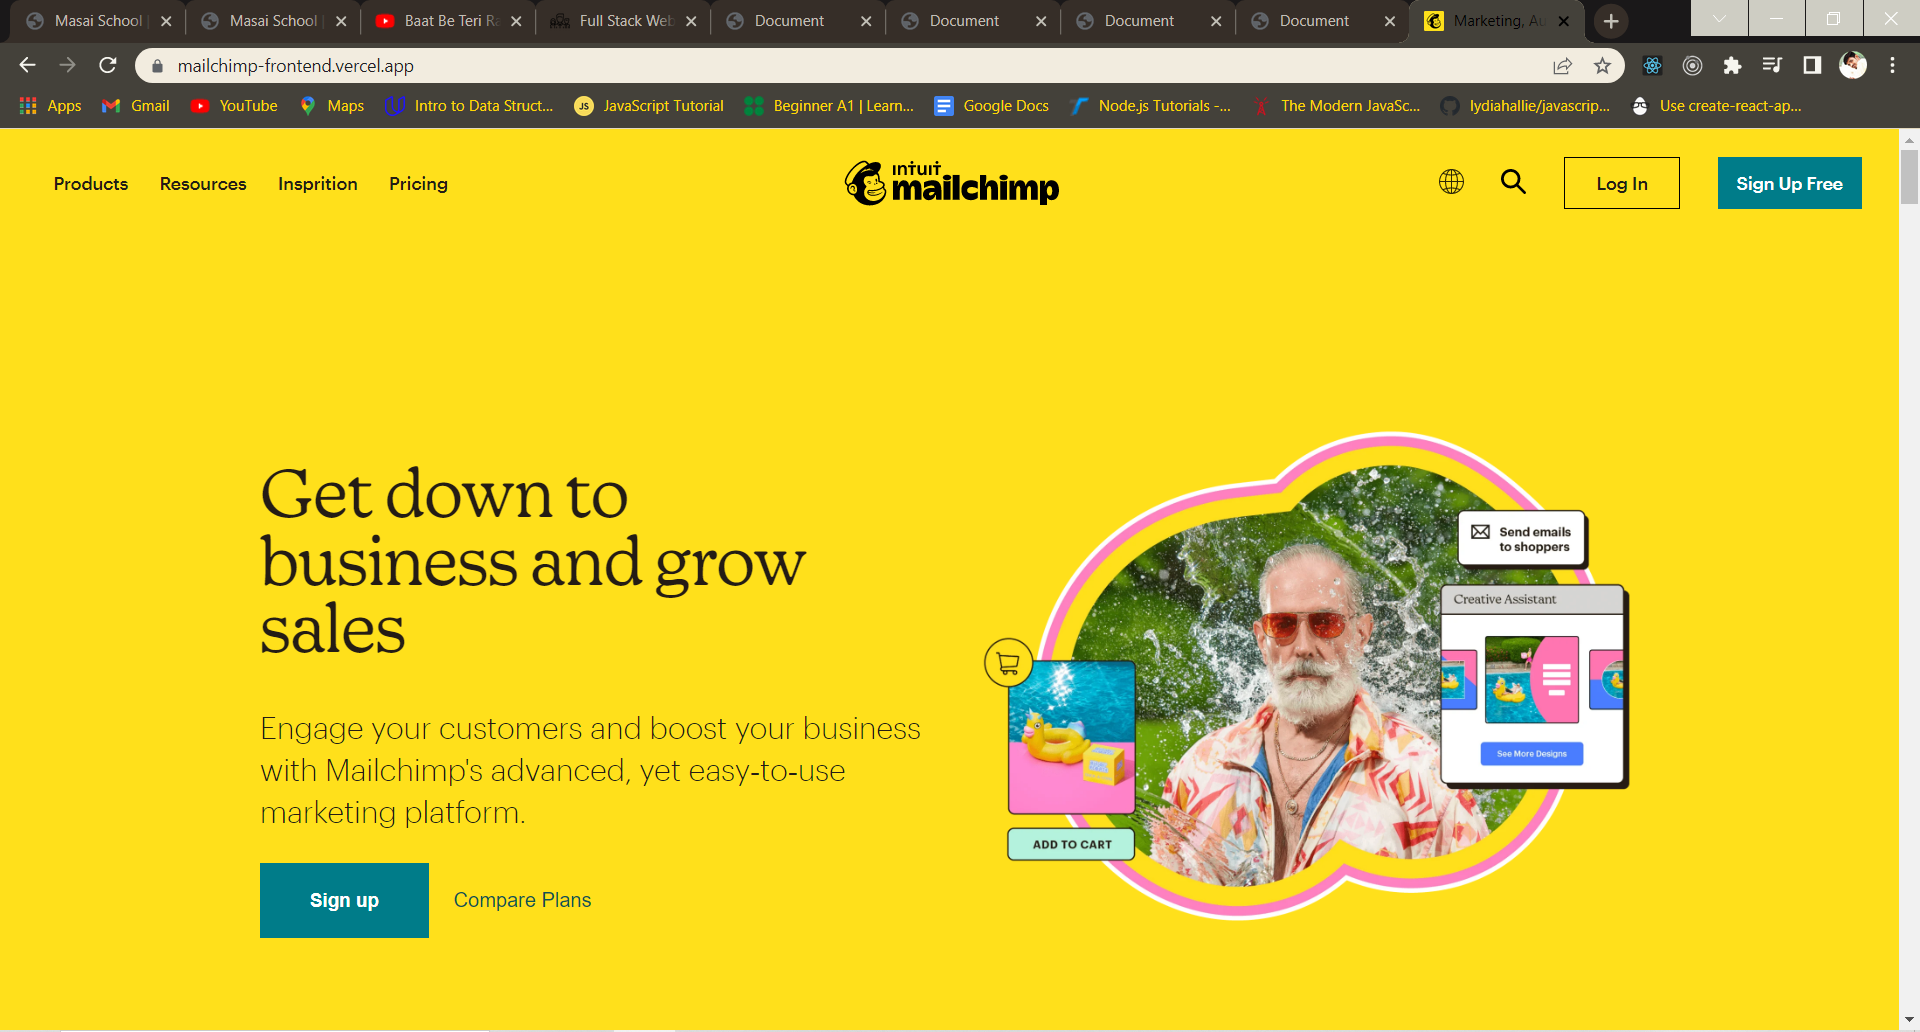 Masai School
Masai School
Baat Be Teri
Full Stack Web
Document
Document
Document
Document
Marketing, Au
mailchimp-frontend.vercel.app
Apps
Gmail
YouTube
Maps
Intro to Data Struct...
JS
JavaScript Tutorial
Beginner A1 | Learn...
Google Docs
Node.js Tutorials -...
The Modern JavaSc...
lydiahallie/javascrip...
Use create-react-ap...
Products
Resources
Insprition
Pricing
INTUIT
mailchimp
Log In
Sign Up Free
Get down to
business and grow
sales
Engage your customers and boost your business
with Mailchimp's advanced, yet easy-to-use
marketing platform.
Sign up
Compare Plans
Send emails
to shoppers
Creative Assistant
See More Designs
ADD TO CART